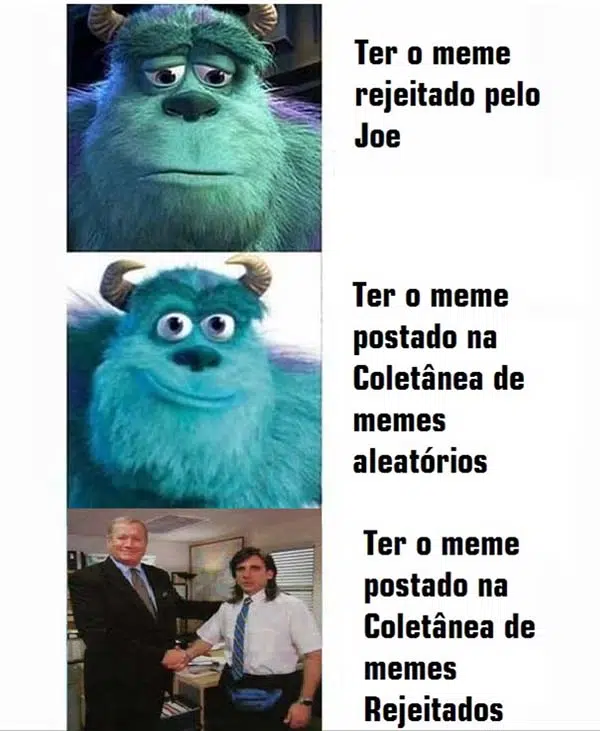 Ter o meme
rejeitado pelo
Joe
Ter o meme
postado na
Coletânea de
memes
aleatórios
Ter o meme
postado na
Coletânea de
memes
Rejeitados